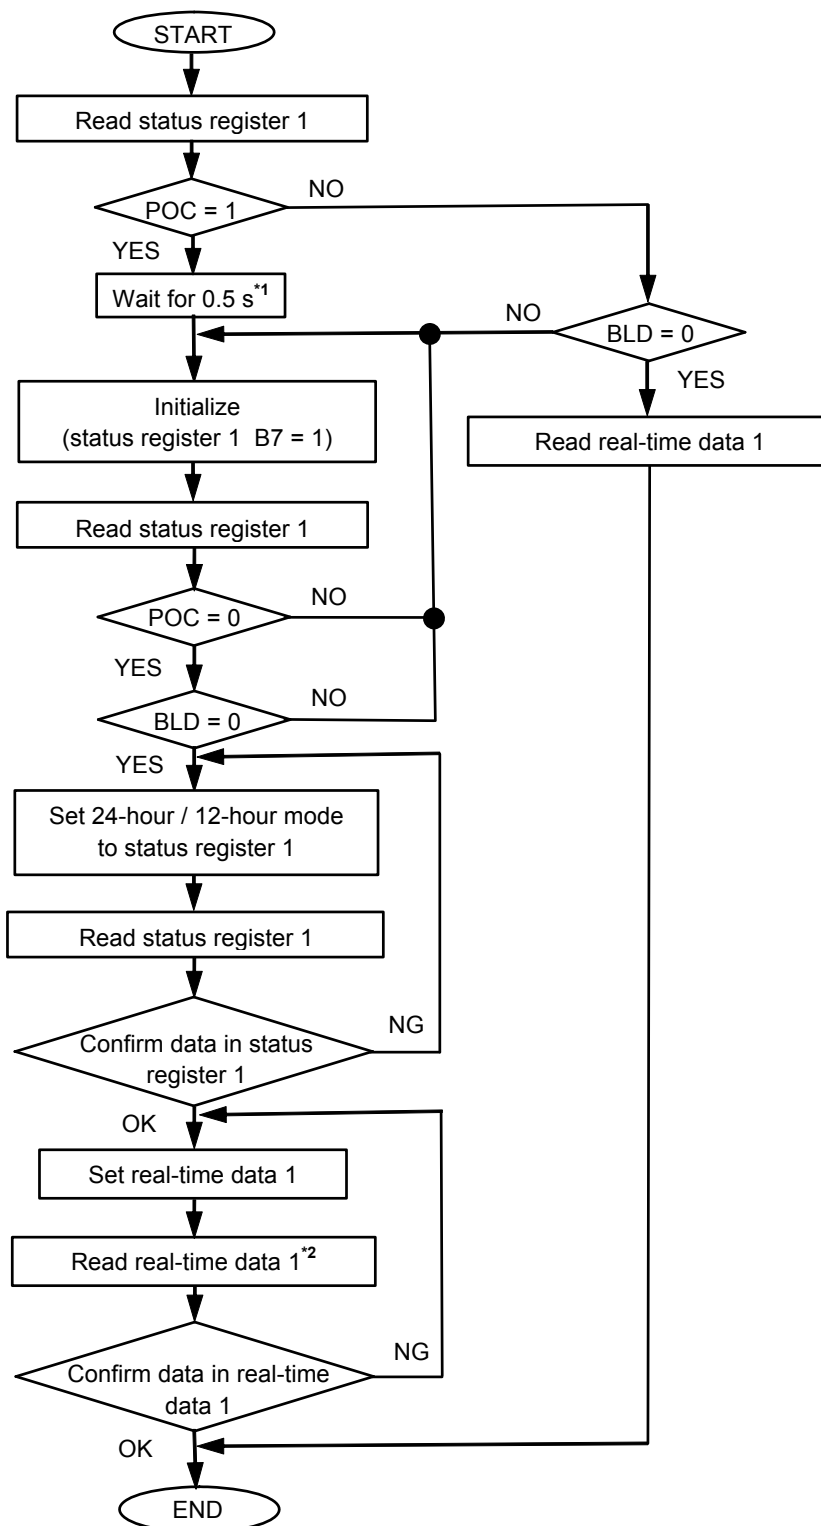 START
Read status register 1
NO
POC = 1
YES
Wait for 0.5 s*1
NO
BLD = 0
YES
Initialize
(status register 1 B7 = 1)
Read real-time data 1
Read status register 1
NO
POC = 0
YES
NO
BLD = 0
YES
Set 24-hour / 12-hour mode
to status register 1
Read status register 1
NG
Confirm data in status
register 1
OK
Set real-time data 1
Read real-time data 1*2
NG
Confirm data in real-time
data 1
OK
END